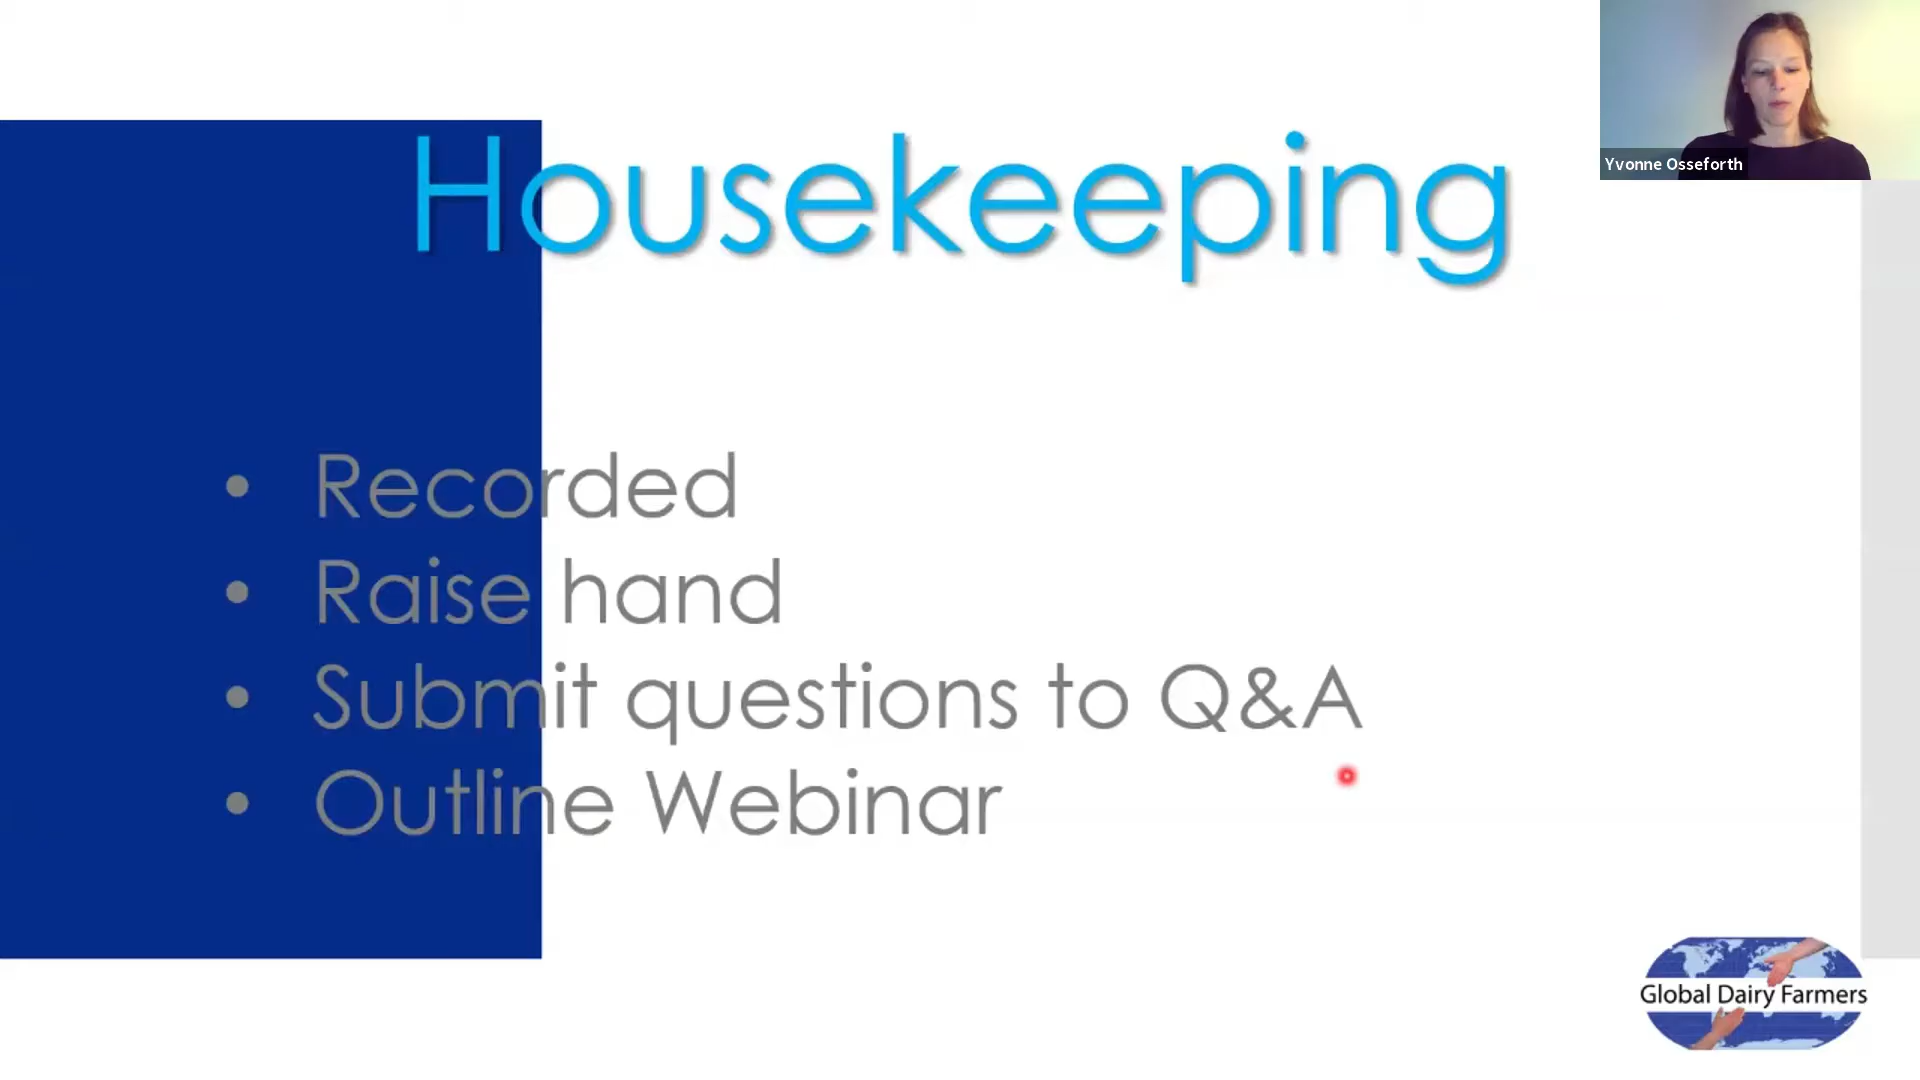 Housekeeping
Yvonne Osseforth
• Recorded
• Raise hand
• Submit questions to Q&A
• Outline Webinar
Global Dairy Farmers